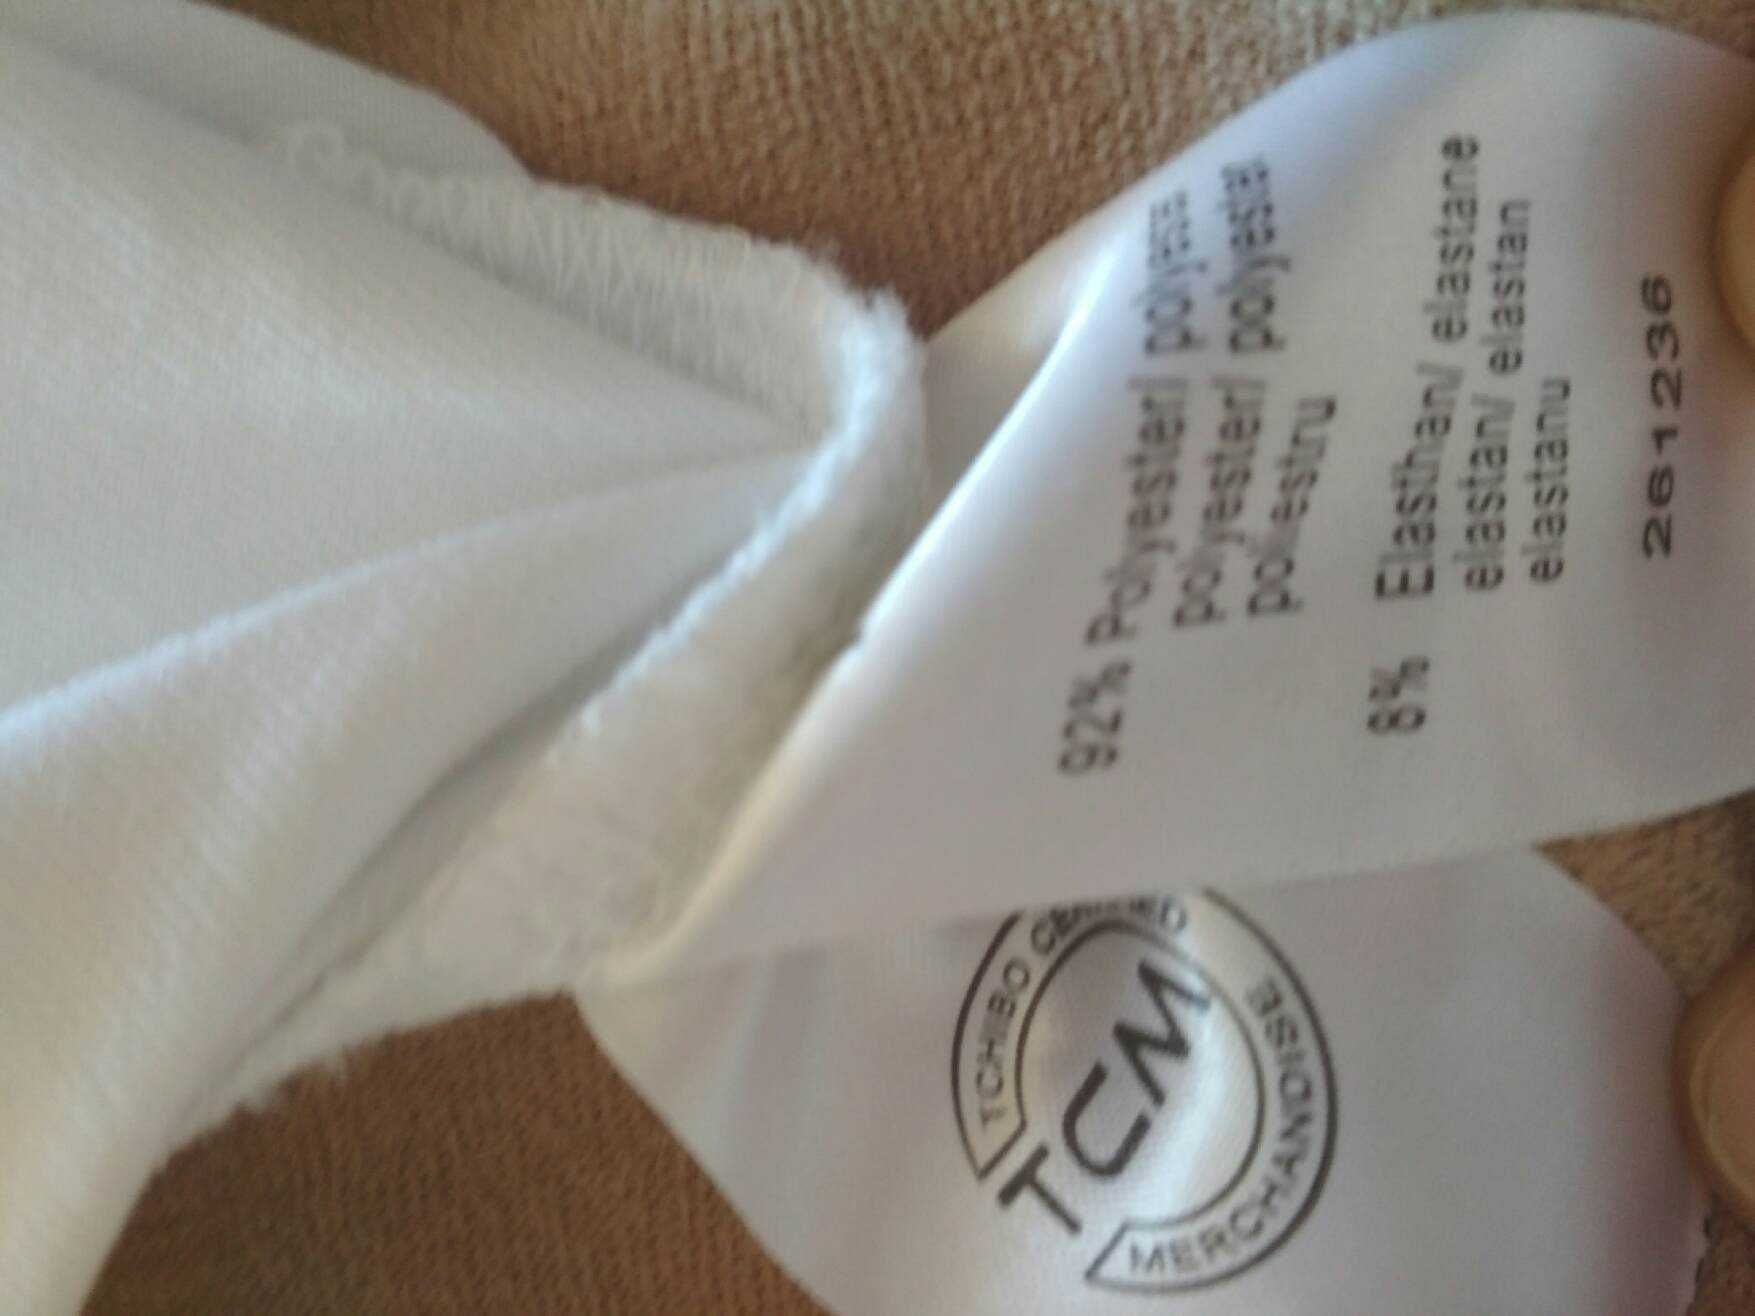 92% Polyester/ polyester/
polyester/ polyester/
poliestru
8% Elasthan/ elastane
elastan/ elastan
elastanu
261236
TCHIBO CERTIFIED
TCM
MERCHANDISE